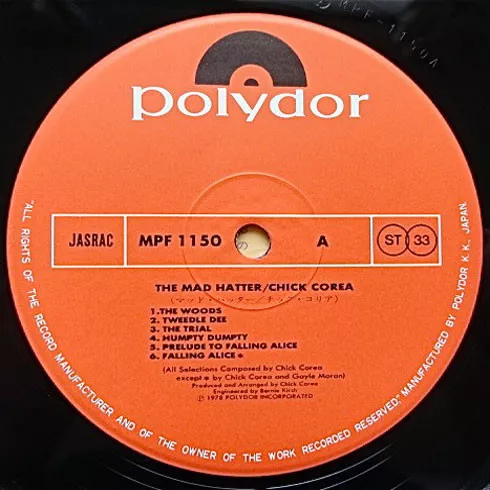 MPF-1150A
polydor
JASRAC
MPF 1150
の
A
ST 33
THE MAD HATTER/CHICK COREA
(マッド・ハッター/チック・コリア)
1.THE WOODS
2. TWEEDLE DEE
3. THE TRIAL
4. HUMPTY DUMPTY
5. PRELUDE TO FALLING ALICE
6. FALLING ALICE*
(All Selections Composed by Chick Corea
except * by Chick Corea and Gayle Moran)
Produced and Arranged by Chick Corea
Engineered by Bernie Kirsh
Ⓟ 1978 POLYDOR INCORPORATED
"ALL RIGHTS OF THE RECORD MANUFACTURER AND OF THE OWNER OF THE WORK RECORDED RESERVED." MANUFACTURED BY POLYDOR K. K., JAPAN.